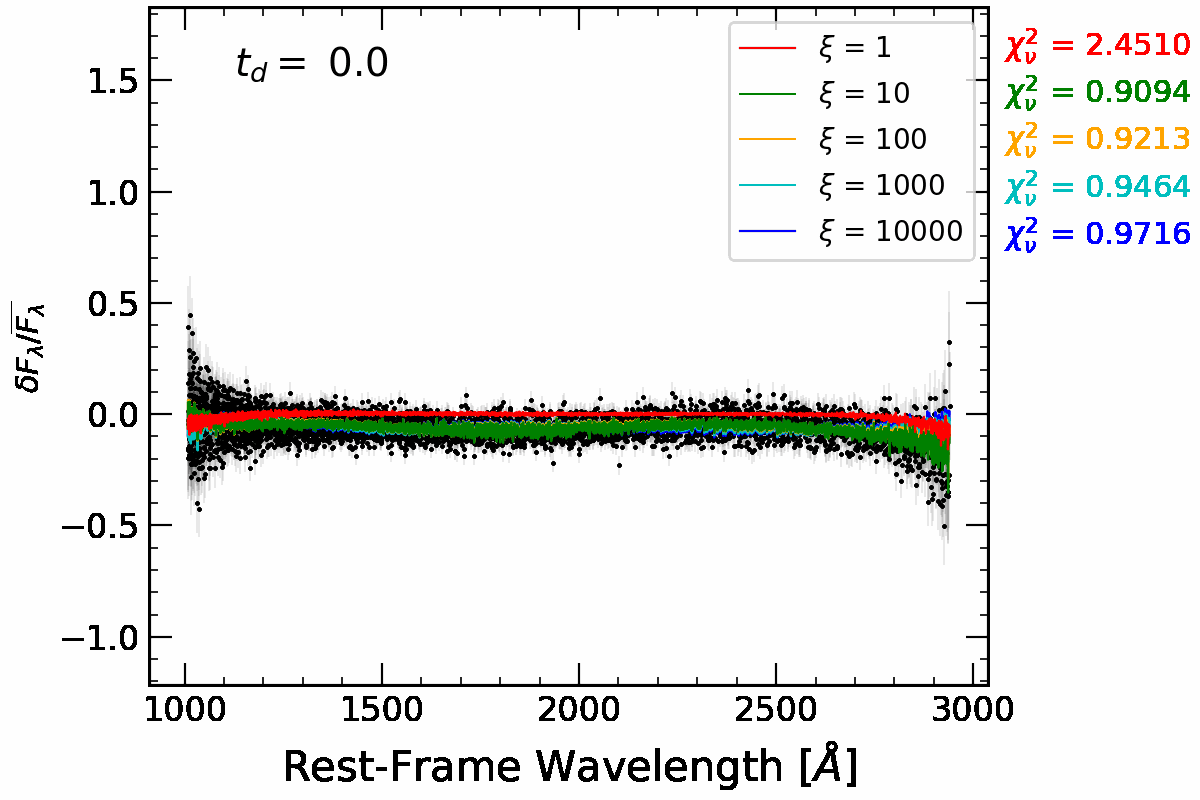 t_d = 0.0
ξ = 1
ξ = 10
ξ = 100
ξ = 1000
ξ = 10000
χ²_ν = 2.4510
χ²_ν = 0.9094
χ²_ν = 0.9213
χ²_ν = 0.9464
χ²_ν = 0.9716
1.5
1.0
0.5
0.0
−0.5
−1.0
δF_λ/F̅_λ
1000 1500 2000 2500 3000
Rest-Frame Wavelength [Å]